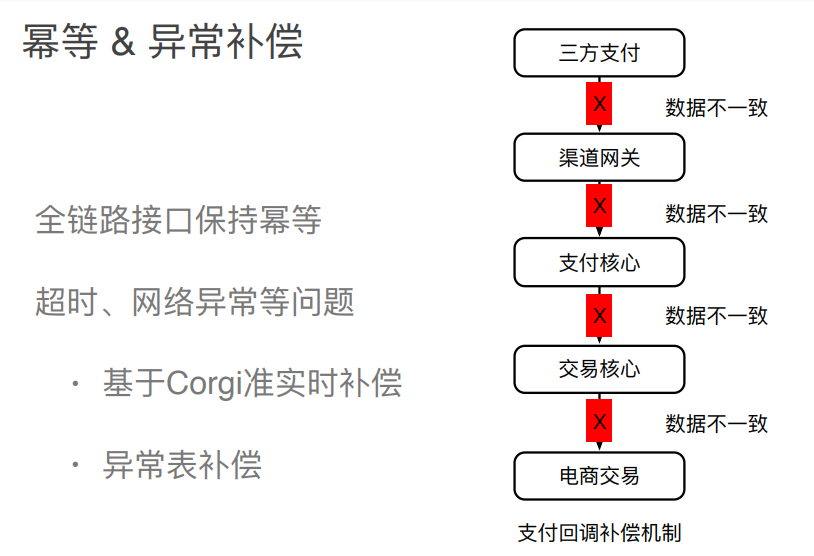 幂等 & 异常补偿
全链路接口保持幂等
超时、网络异常等问题
• 基于Corgi准实时补偿
• 异常表补偿
三方支付
X
数据不一致
渠道网关
X
数据不一致
支付核心
X
数据不一致
交易核心
X
数据不一致
电商交易
支付回调补偿机制